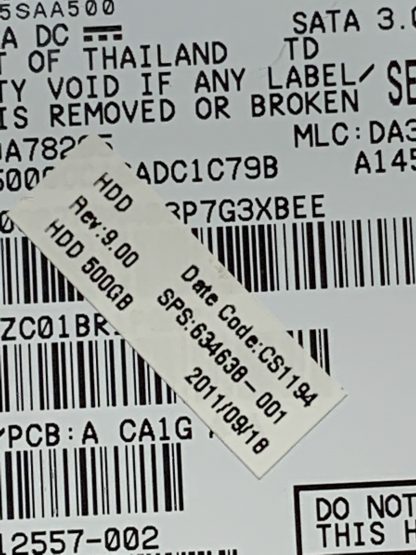 5SAA500
A DC
SATA 3.0
T OF THAILAND TD
TY VOID IF ANY LABEL/
IS REMOVED OR BROKEN
MLC:DA3
ADC1C79B
A145
3P7G3XBEE
HDD
Rev:9.00
HDD 500GB
Date Code:CS1194
SPS:634638-001
2011/09/18
ZC01BR
/PCB:A CA1G
12557-002
DO NOT
THIS H